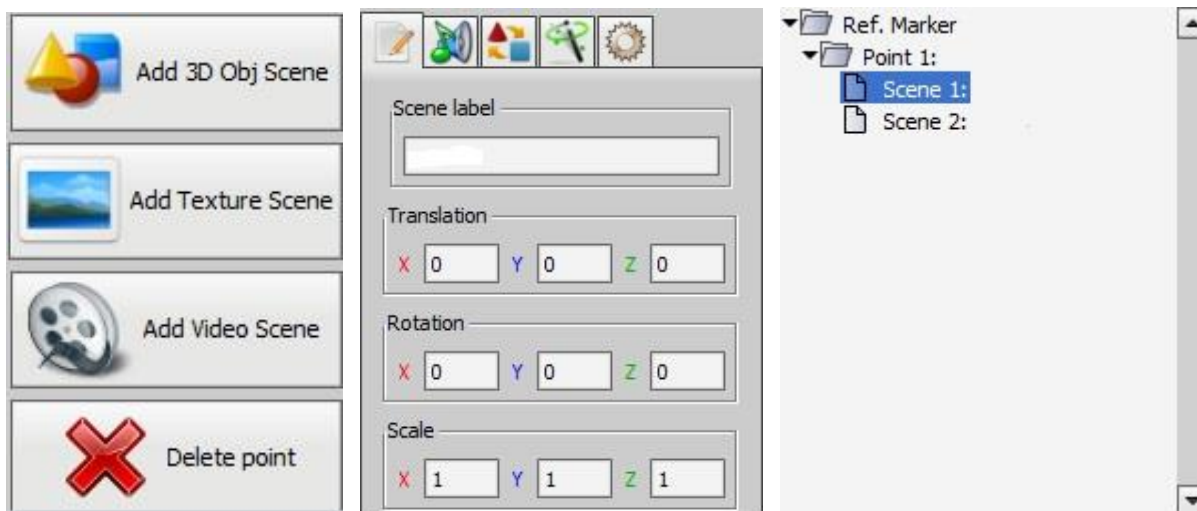 Add 3D Obj Scene
Add Texture Scene
Add Video Scene
Delete point
Scene label
Translation
X 0 Y 0 Z 0
Rotation
X 0 Y 0 Z 0
Scale
X 1 Y 1 Z 1
Ref. Marker
Point 1:
Scene 1:
Scene 2: